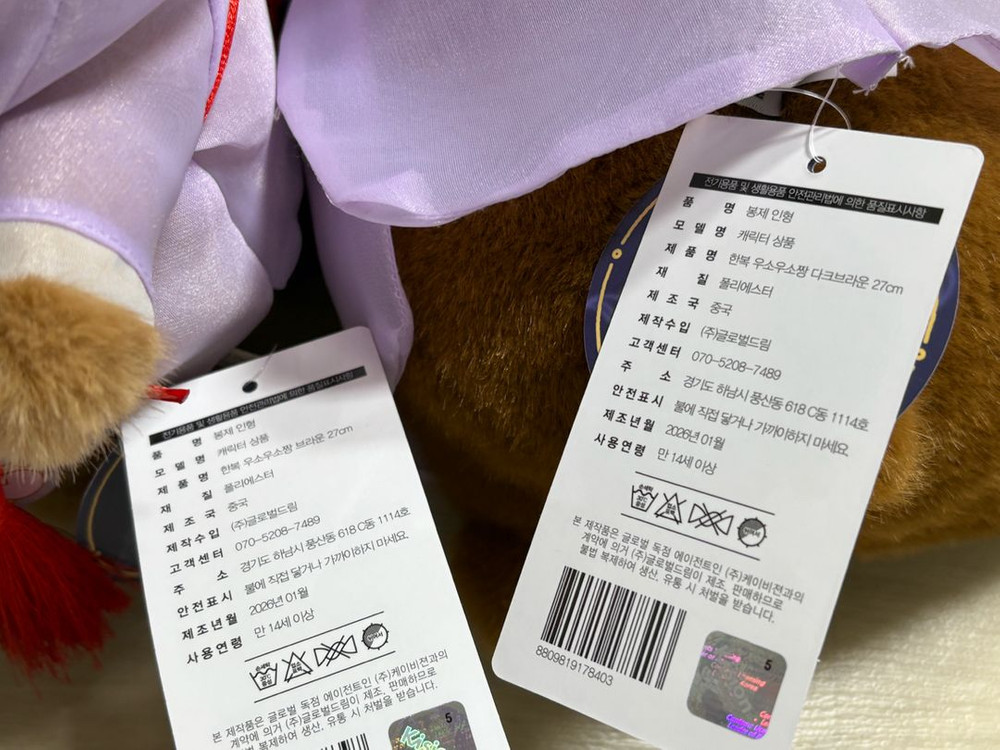 전기용품 및 생활용품 안전관리법에 의한 품질표시사항
품 명 봉제 인형
모 델 명 캐릭터 상품
제 품 명 한복 우소우소짱 브라운 27cm
재 질 폴리에스터
제 조 국 중국
제작수입 (주)글로벌드림
고객센터 070-5208-7489
주 소 경기도 하남시 풍산동 618 C동 1114호
안전표시 불에 직접 닿거나 가까이하지 마세요.
제조년월 2026년 01월
사용연령 만 14세 이상
손세탁
본 제작품은 글로벌 독점 에이전트인 (주)케이비젼과의
계약에 의거 (주)글로벌드림이 제조, 판매하므로
불법 복제하여 생산, 유통 시 처벌을 받습니다.
5
전기용품 및 생활용품 안전관리법에 의한 품질표시사항
품 명 봉제 인형
모 델 명 캐릭터 상품
제 품 명 한복 우소우소짱 다크브라운 27cm
재 질 폴리에스터
제 조 국 중국
제작수입 (주)글로벌드림
고객센터 070-5208-7489
주 소 경기도 하남시 풍산동 618 C동 1114호
안전표시 불에 직접 닿거나 가까이하지 마세요.
제조년월 2026년 01월
사용연령 만 14세 이상
손세탁
30℃
중성
본 제작품은 글로벌 독점 에이전트인 (주)케이비젼과의
계약에 의거 (주)글로벌드림이 제조, 판매하므로
불법 복제하여 생산, 유통 시 처벌을 받습니다.
8809819178403
5